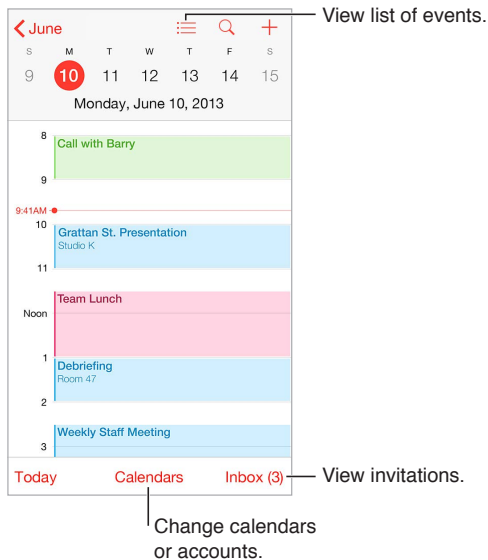 View list of events.
June
S M T W T F S
9 10 11 12 13 14 15
Monday, June 10, 2013
8
Call with Barry
9
9:41AM
10
Grattan St. Presentation
Studio K
11
Team Lunch
Noon
1
Debriefing
Room 47
2
Weekly Staff Meeting
3
Today Calendars Inbox (3)
View invitations.
Change calendars
or accounts.